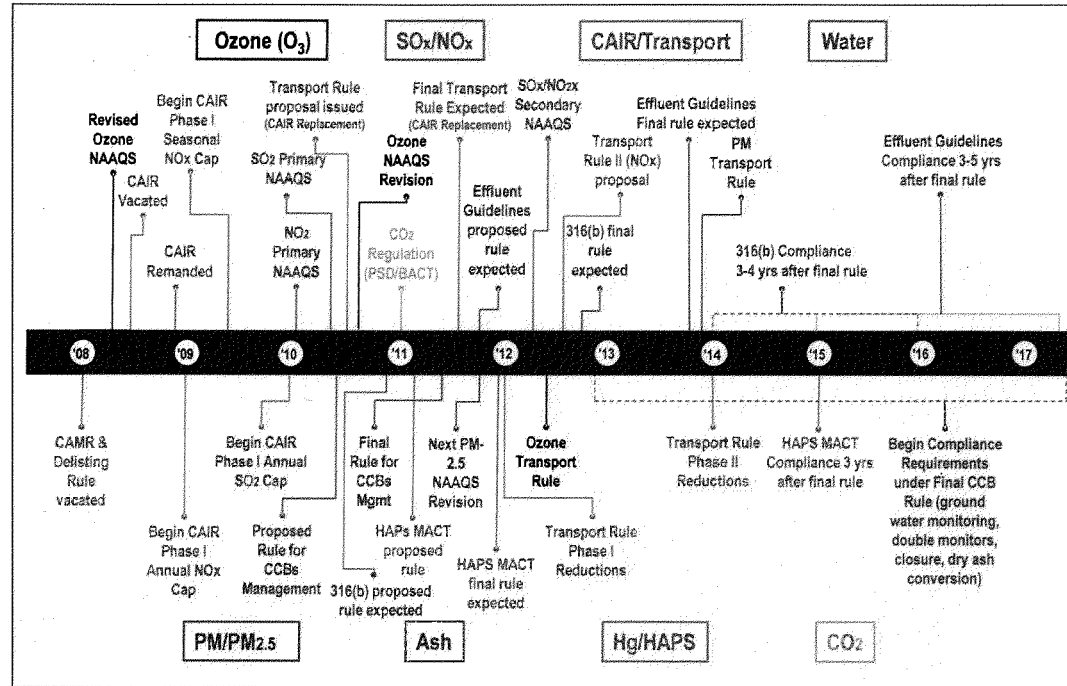 Ozone (O3)
SOx/NOx
CAIR/Transport
Water
Revised
Ozone
NAAQS
CAIR
Vacated
Begin CAIR
Phase I
Seasonal
NOx Cap
CAIR
Remanded
Transport Rule
proposal issued
(CAIR Replacement)
SO2 Primary
NAAQS
NO2
Primary
NAAQS
Ozone
NAAQS
Revision
CO2
Regulation
(PSD/BACT)
Final Transport
Rule Expected
(CAIR Replacement)
Effluent
Guidelines
proposed
rule
expected
SOx/NO2x
Secondary
NAAQS
Transport
Rule II (NOx)
proposal
316(b) final
rule
expected
Effluent Guidelines
Final rule expected
PM
Transport
Rule
316(b) Compliance
3-4 yrs after final rule
Effluent Guidelines
Compliance 3-5 yrs
after final rule
'08 '09 '10 '11 '12 '13 '14 '15 '16 '17
CAMR &
Delisting
Rule
vacated
Begin CAIR
Phase I
Annual NOx
Cap
Begin CAIR
Phase I Annual
SO2 Cap
Proposed
Rule for
CCBs
Management
316(b) proposed
rule expected
Final
Rule for
CCBs
Mgmt
HAPs MACT
proposed
rule
Next PM-
2.5
NAAQS
Revision
HAPS MACT
final rule
expected
Ozone
Transport
Rule
Transport Rule
Phase I
Reductions
Transport Rule
Phase II
Reductions
HAPS MACT
Compliance 3 yrs
after final rule
Begin Compliance
Requirements
under Final CCB
Rule (ground
water monitoring,
double monitors,
closure, dry ash
conversion)
PM/PM2.5
Ash
Hg/HAPS
CO2